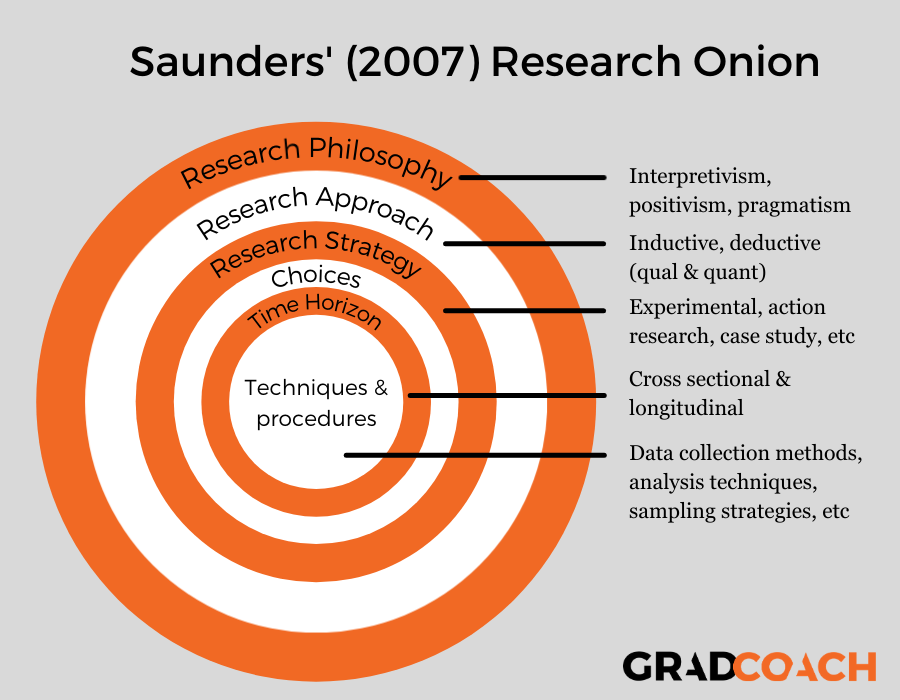 Saunders' (2007) Research Onion
Research Philosophy
Research Approach
Research Strategy
Choices
Time Horizon
Techniques &
procedures
Interpretivism,
positivism, pragmatism
Inductive, deductive
(qual & quant)
Experimental, action
research, case study, etc
Cross sectional &
longitudinal
Data collection methods,
analysis techniques,
sampling strategies, etc
GRADCOACH